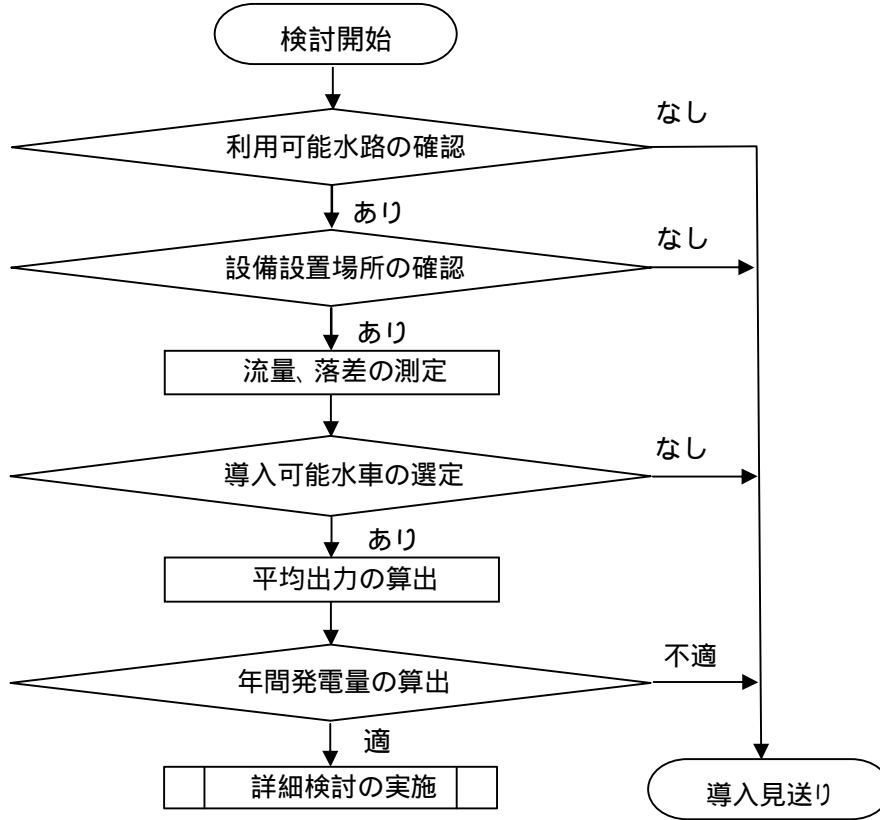 検討開始
なし
利用可能水路の確認
あり
なし
設備設置場所の確認
あり
流量、落差の測定
なし
導入可能水車の選定
あり
平均出力の算出
不適
年間発電量の算出
適
詳細検討の実施
導入見送り